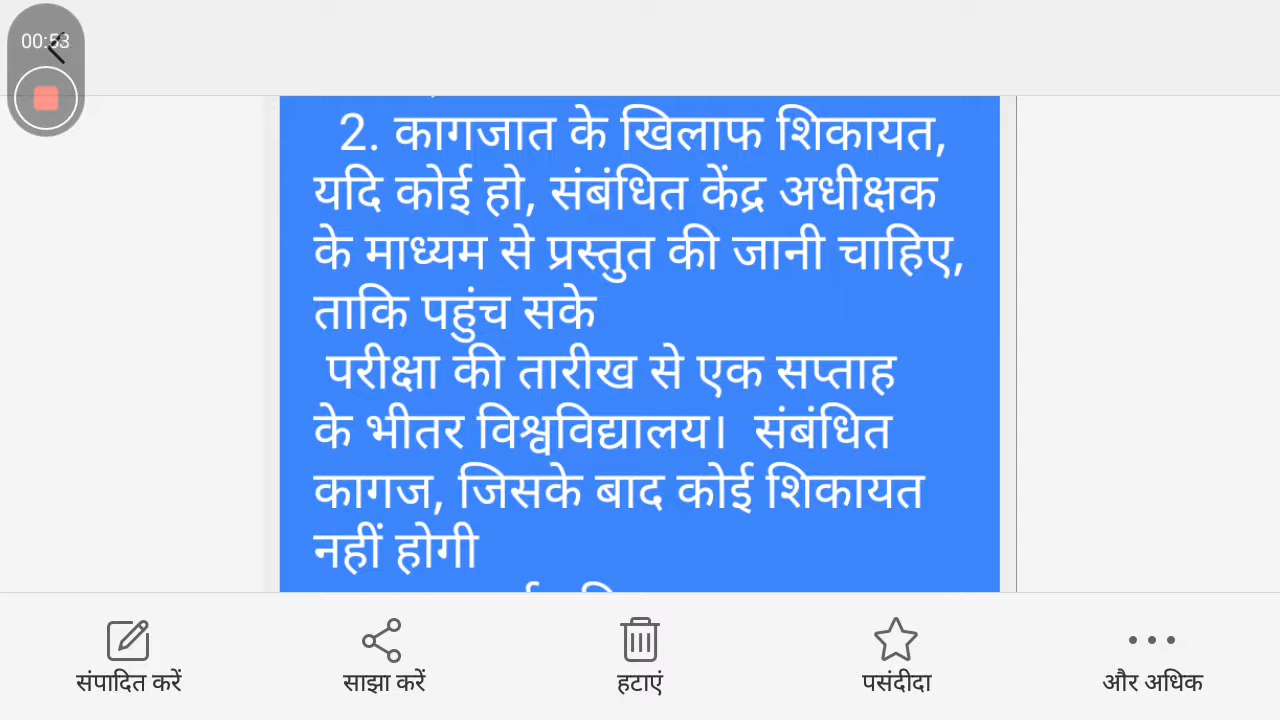 00:53
2. कागजात के खिलाफ शिकायत,
यदि कोई हो, संबंधित केंद्र अधीक्षक
के माध्यम से प्रस्तुत की जानी चाहिए,
ताकि पहुंच सके
परीक्षा की तारीख से एक सप्ताह
के भीतर विश्वविद्यालय। संबंधित
कागज, जिसके बाद कोई शिकायत
नहीं होगी
संपादित करें साझा करें हटाएं पसंदीदा और अधिक